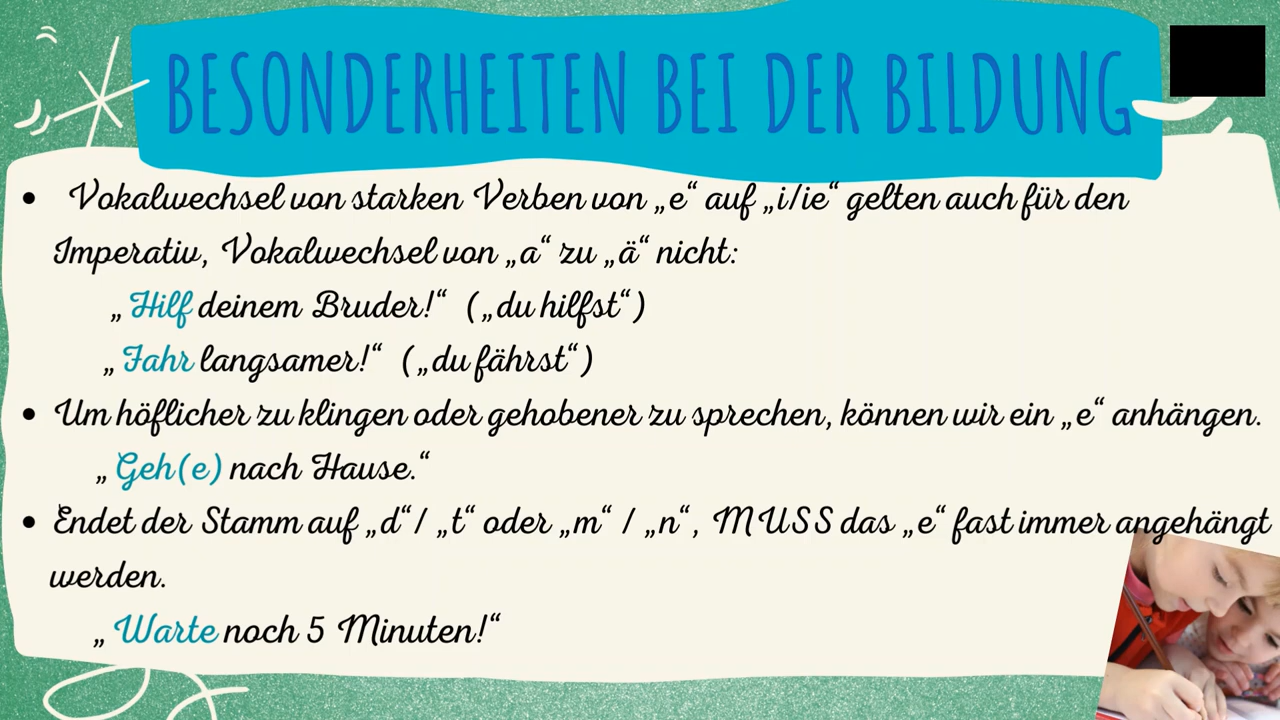 BESONDERHEITEN BEI DER BILDUNG
• Vokalwechsel von starken Verben von „e“ auf „i/ie“ gelten auch für den
Imperativ, Vokalwechsel von „a“ zu „ä“ nicht:
„Hilf deinem Bruder!“ („du hilfst“)
„Fahr langsamer!“ („du fährst“)
• Um höflicher zu klingen oder gehobener zu sprechen, können wir ein „e“ anhängen.
„Geh(e) nach Hause.“
• Endet der Stamm auf „d“/ „t“ oder „m“ / „n“, MUSS das „e“ fast immer angehängt
werden.
„Warte noch 5 Minuten!“